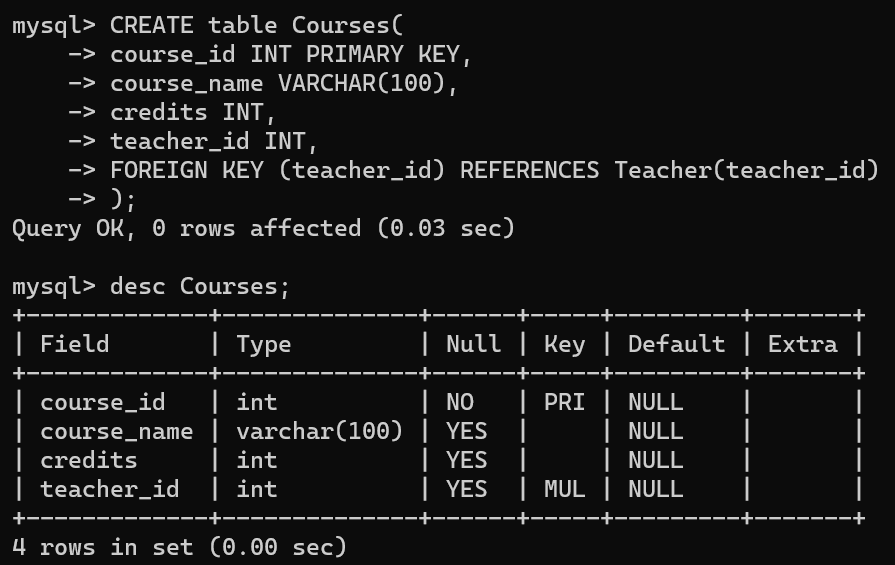 mysql> CREATE table Courses(
    -> course_id INT PRIMARY KEY,
    -> course_name VARCHAR(100),
    -> credits INT,
    -> teacher_id INT,
    -> FOREIGN KEY (teacher_id) REFERENCES Teacher(teacher_id)
    -> );
Query OK, 0 rows affected (0.03 sec)

mysql> desc Courses;
+-------------+--------------+------+-----+---------+-------+
| Field       | Type         | Null | Key | Default | Extra |
+-------------+--------------+------+-----+---------+-------+
| course_id   | int          | NO   | PRI | NULL    |       |
| course_name | varchar(100) | YES  |     | NULL    |       |
| credits     | int          | YES  |     | NULL    |       |
| teacher_id  | int          | YES  | MUL | NULL    |       |
+-------------+--------------+------+-----+---------+-------+
4 rows in set (0.00 sec)